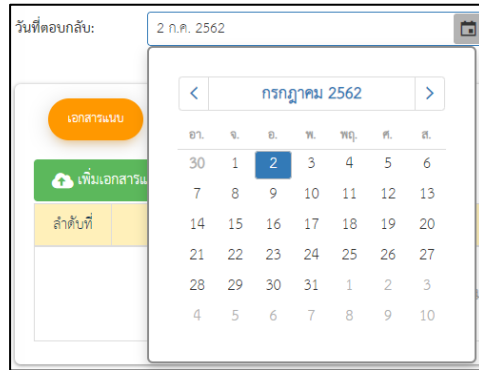 วันที่ตอบกลับ: 2 ก.ค. 2562
กรกฎาคม 2562
เอกสารแนบ
อา. จ. อ. พ. พฤ. ศ. ส.
30 1 2 3 4 5 6
เพิ่มเอกสารแ
7 8 9 10 11 12 13
ลำดับที่
14 15 16 17 18 19 20
21 22 23 24 25 26 27
28 29 30 31 1 2 3
4 5 6 7 8 9 10